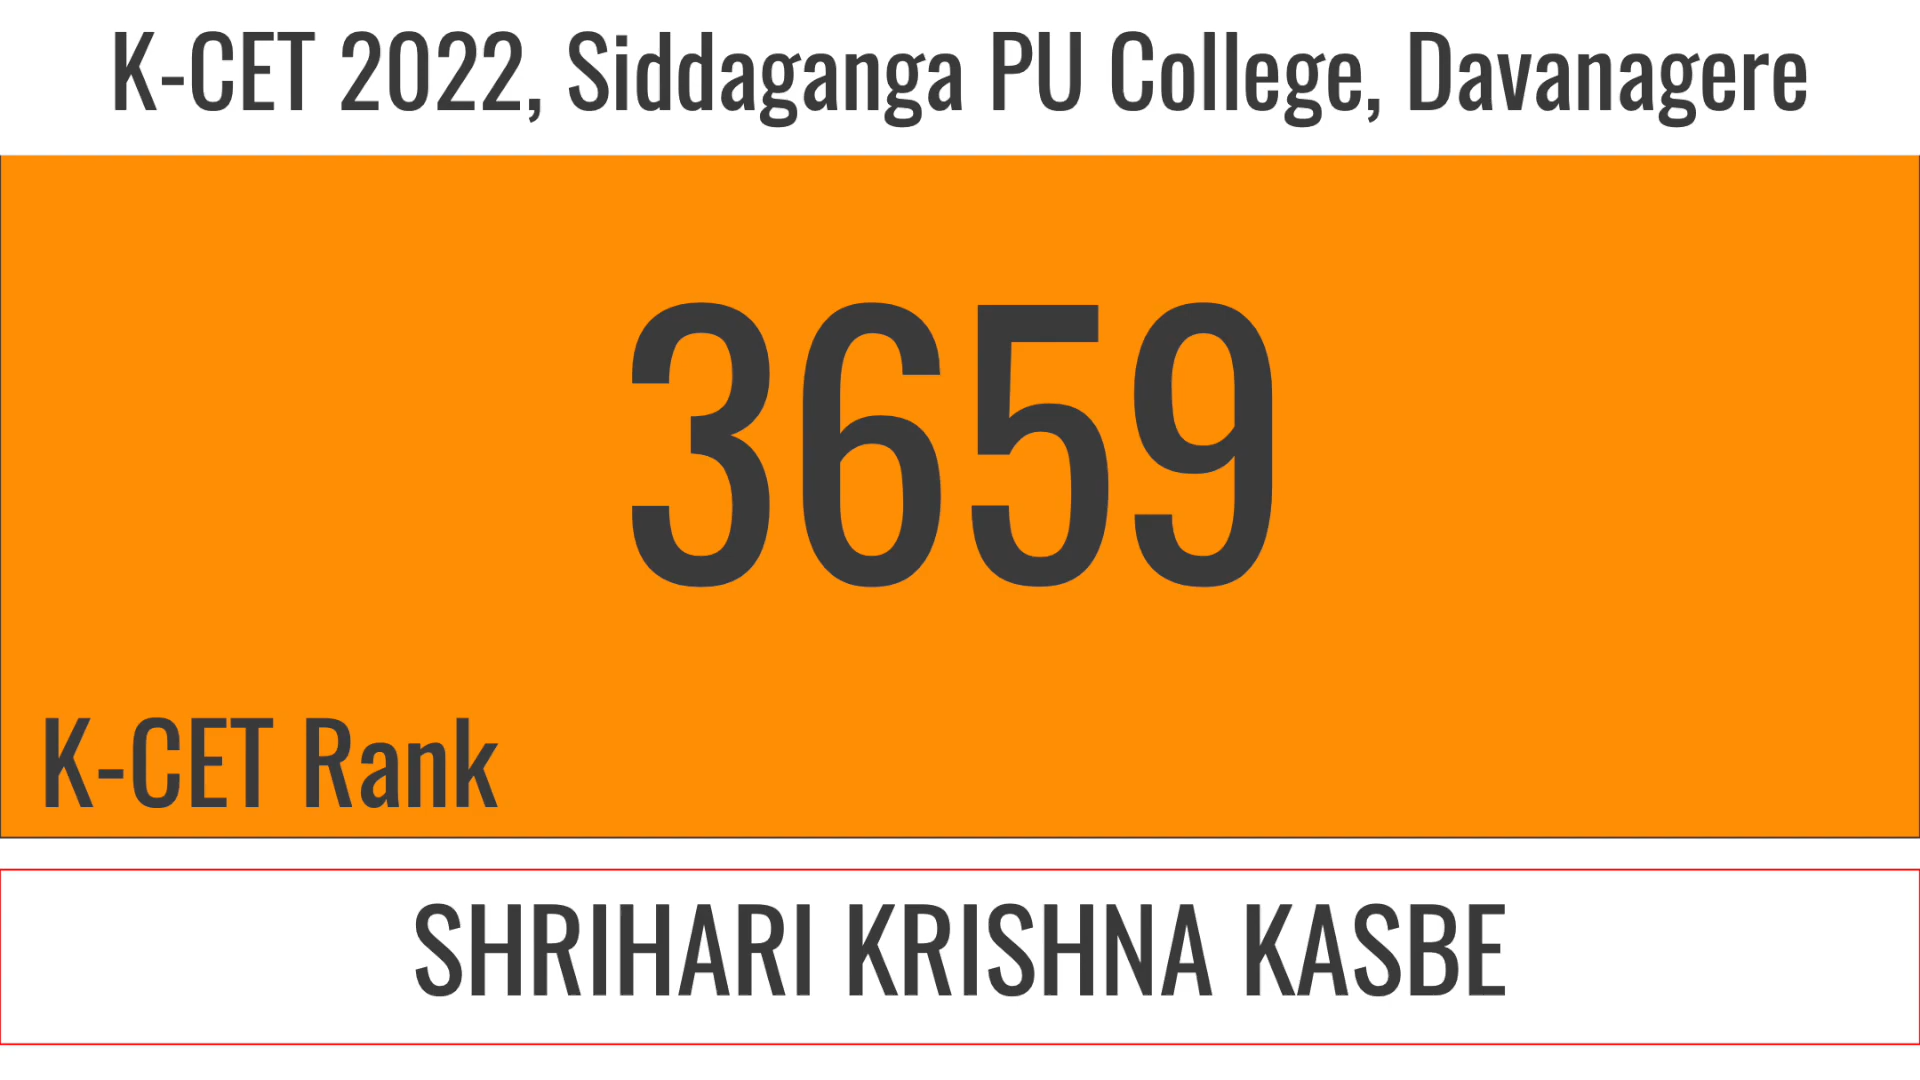 K-CET 2022, Siddaganga PU College, Davanagere
3659
K-CET Rank
SHRIHARI KRISHNA KASBE